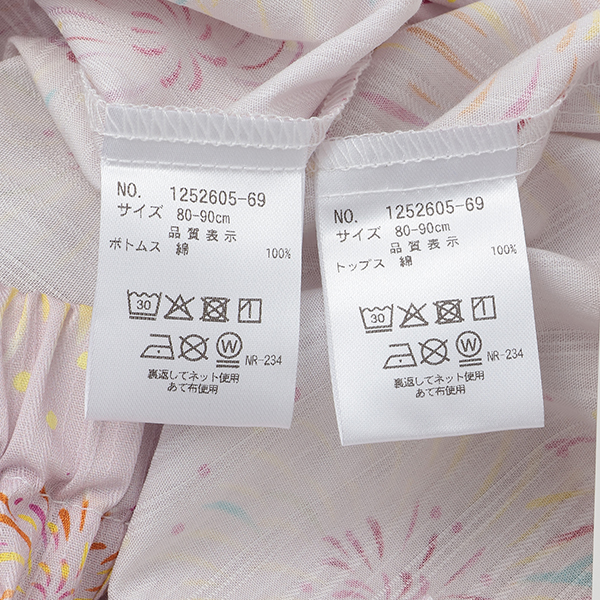 NO. 1252605-69
サイズ 80-90cm
品質表示
ボトムス 綿 100%
30
W
NR-234
裏返してネット使用
あて布使用
NO. 1252605-69
サイズ 80-90cm
品質表示
トップス 綿 100%
30
W
NR-234
裏返してネット使用
あて布使用